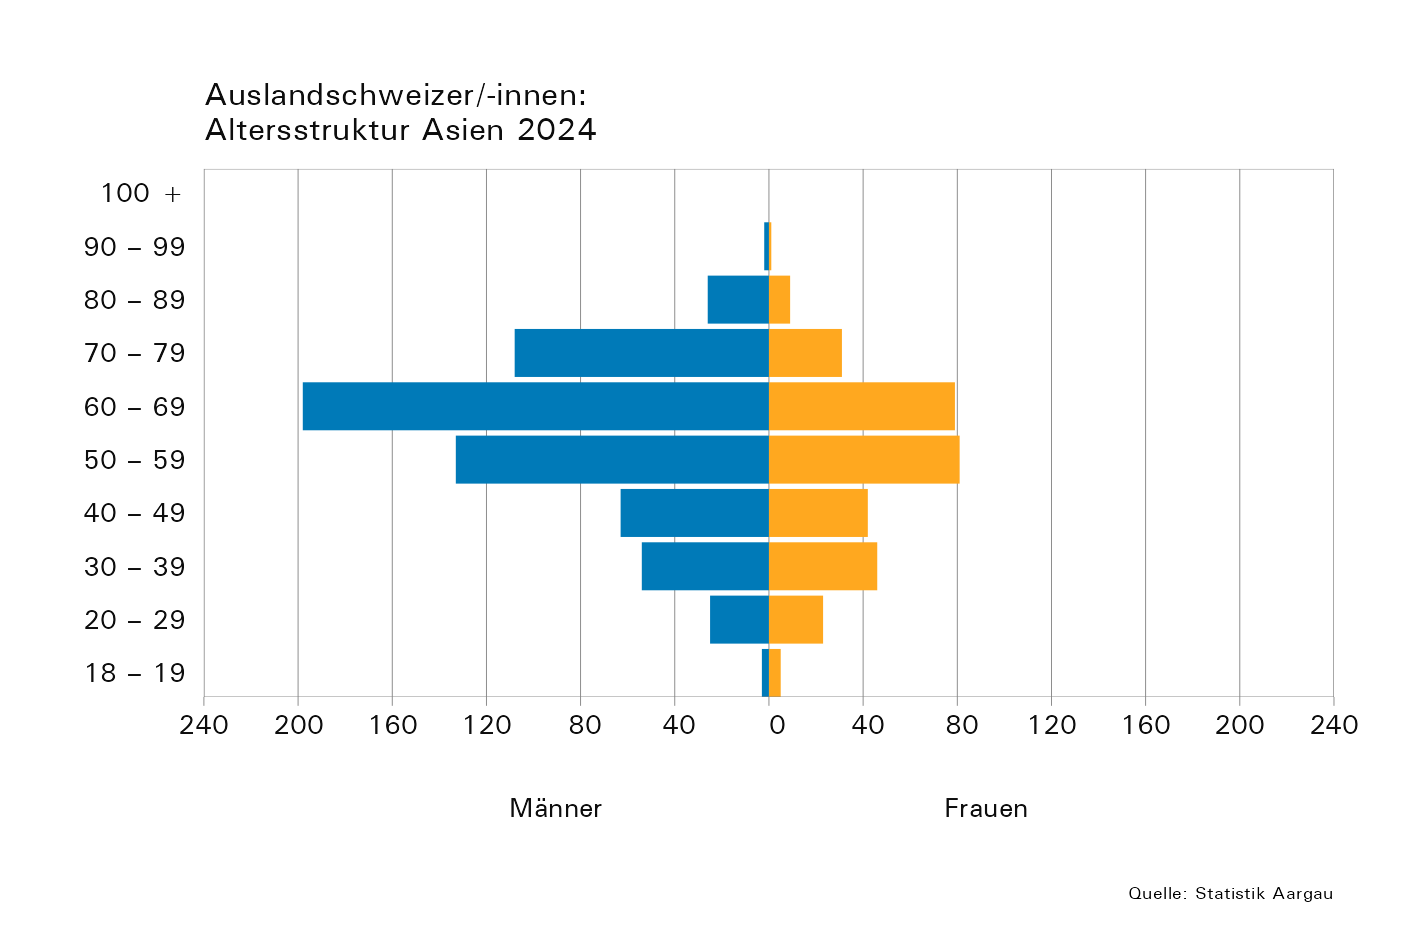 Auslandschweizer/-innen:
Altersstruktur Asien 2024
100 +
90 – 99
80 – 89
70 – 79
60 – 69
50 – 59
40 – 49
30 – 39
20 – 29
18 – 19
240 200 160 120 80 40 0 40 80 120 160 200 240
Männer Frauen
Quelle: Statistik Aargau